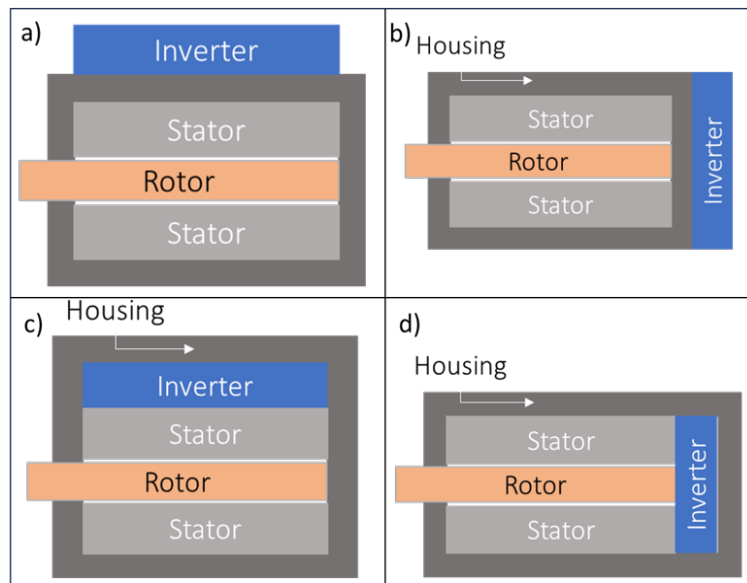 a)
Inverter
Stator
Rotor
Stator
b)
Housing
Stator
Rotor
Stator
Inverter
c)
Housing
Inverter
Stator
Rotor
Stator
d)
Housing
Stator
Rotor
Stator
Inverter